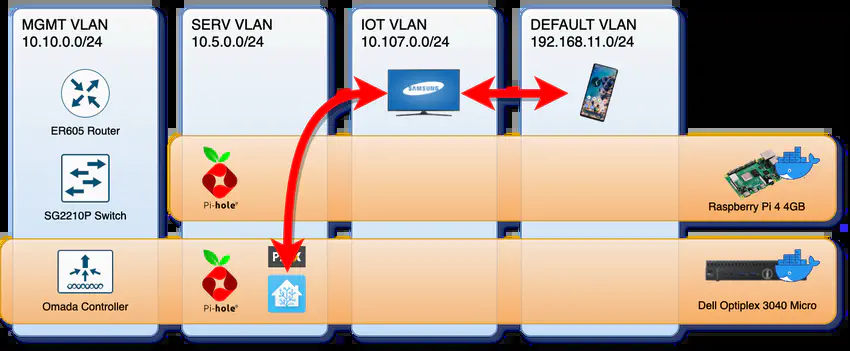 MGMT VLAN
10.10.0.0/24
SERV VLAN
10.5.0.0/24
IOT VLAN
10.107.0.0/24
DEFAULT VLAN
192.168.11.0/24
SAMSUNG
ER605 Router
SG2210P Switch
Pi-hole®
Raspberry Pi 4 4GB
Omada Controller
Pi-hole®
Dell Optiplex 3040 Micro